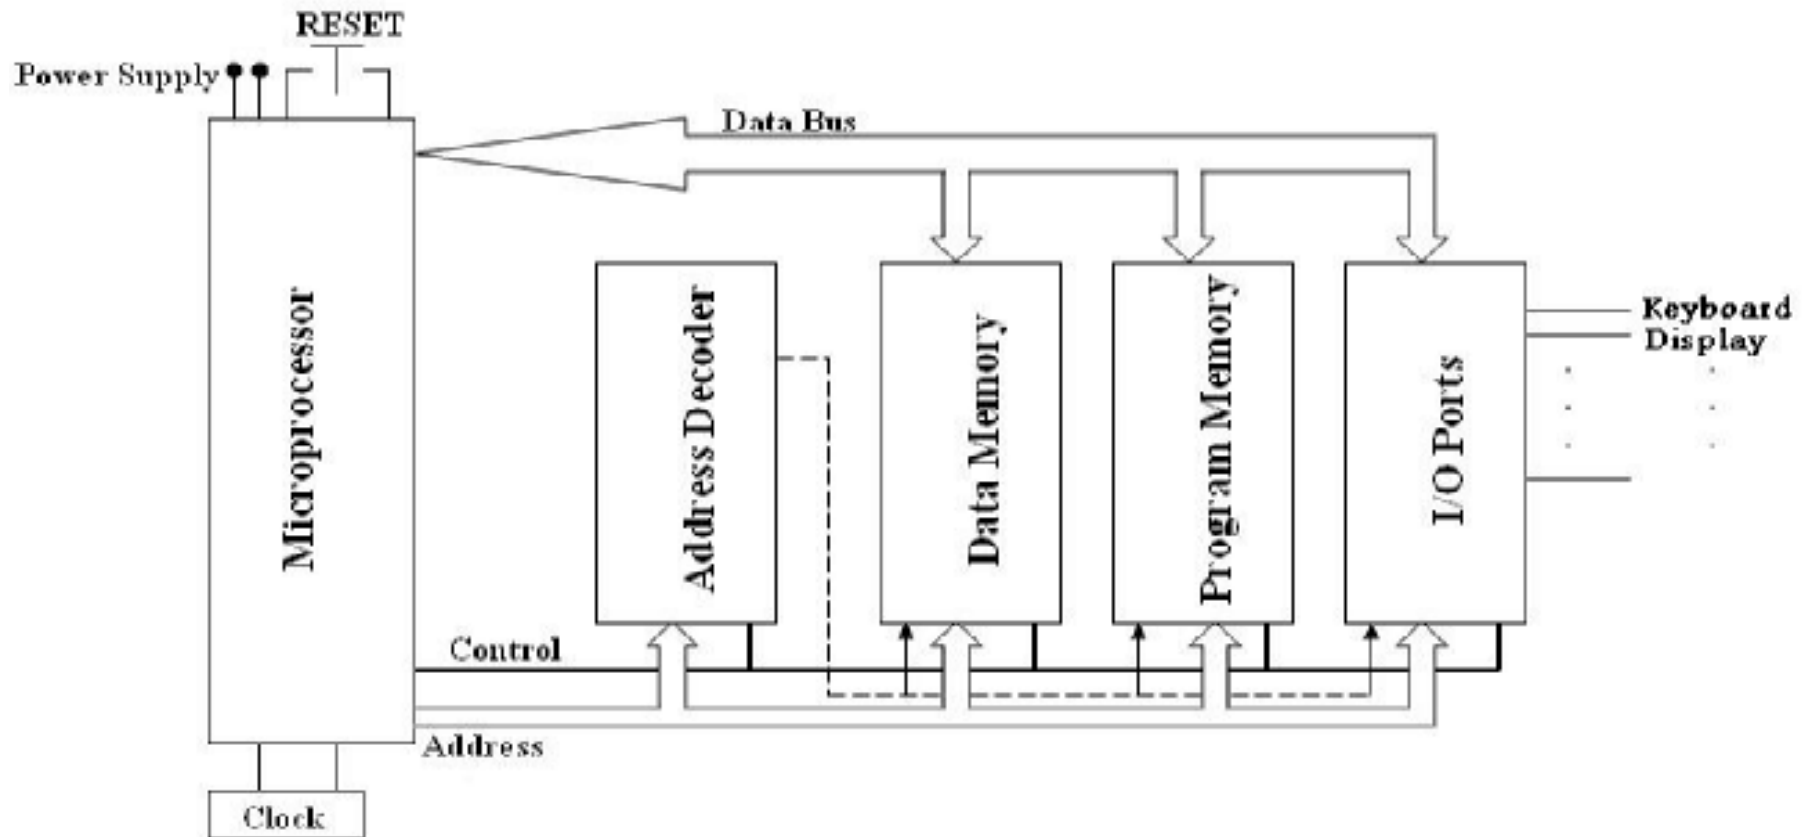 RESET
Power Supply
Data Bus
Microprocessor
Address Decoder
Data Memory
Program Memory
I/O Ports
Keyboard
Display
Control
Address
Clock